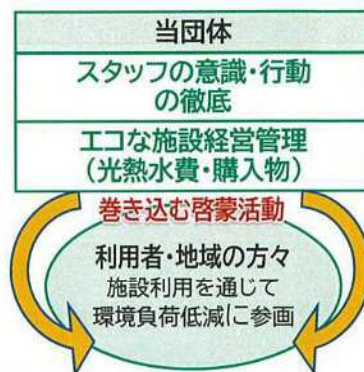 当団体
スタッフの意識・行動
の徹底
エコな施設経営管理
(光熱水費・購入物)
巻き込む啓蒙活動
利用者・地域の方々
施設利用を通じて
環境負荷低減に参画